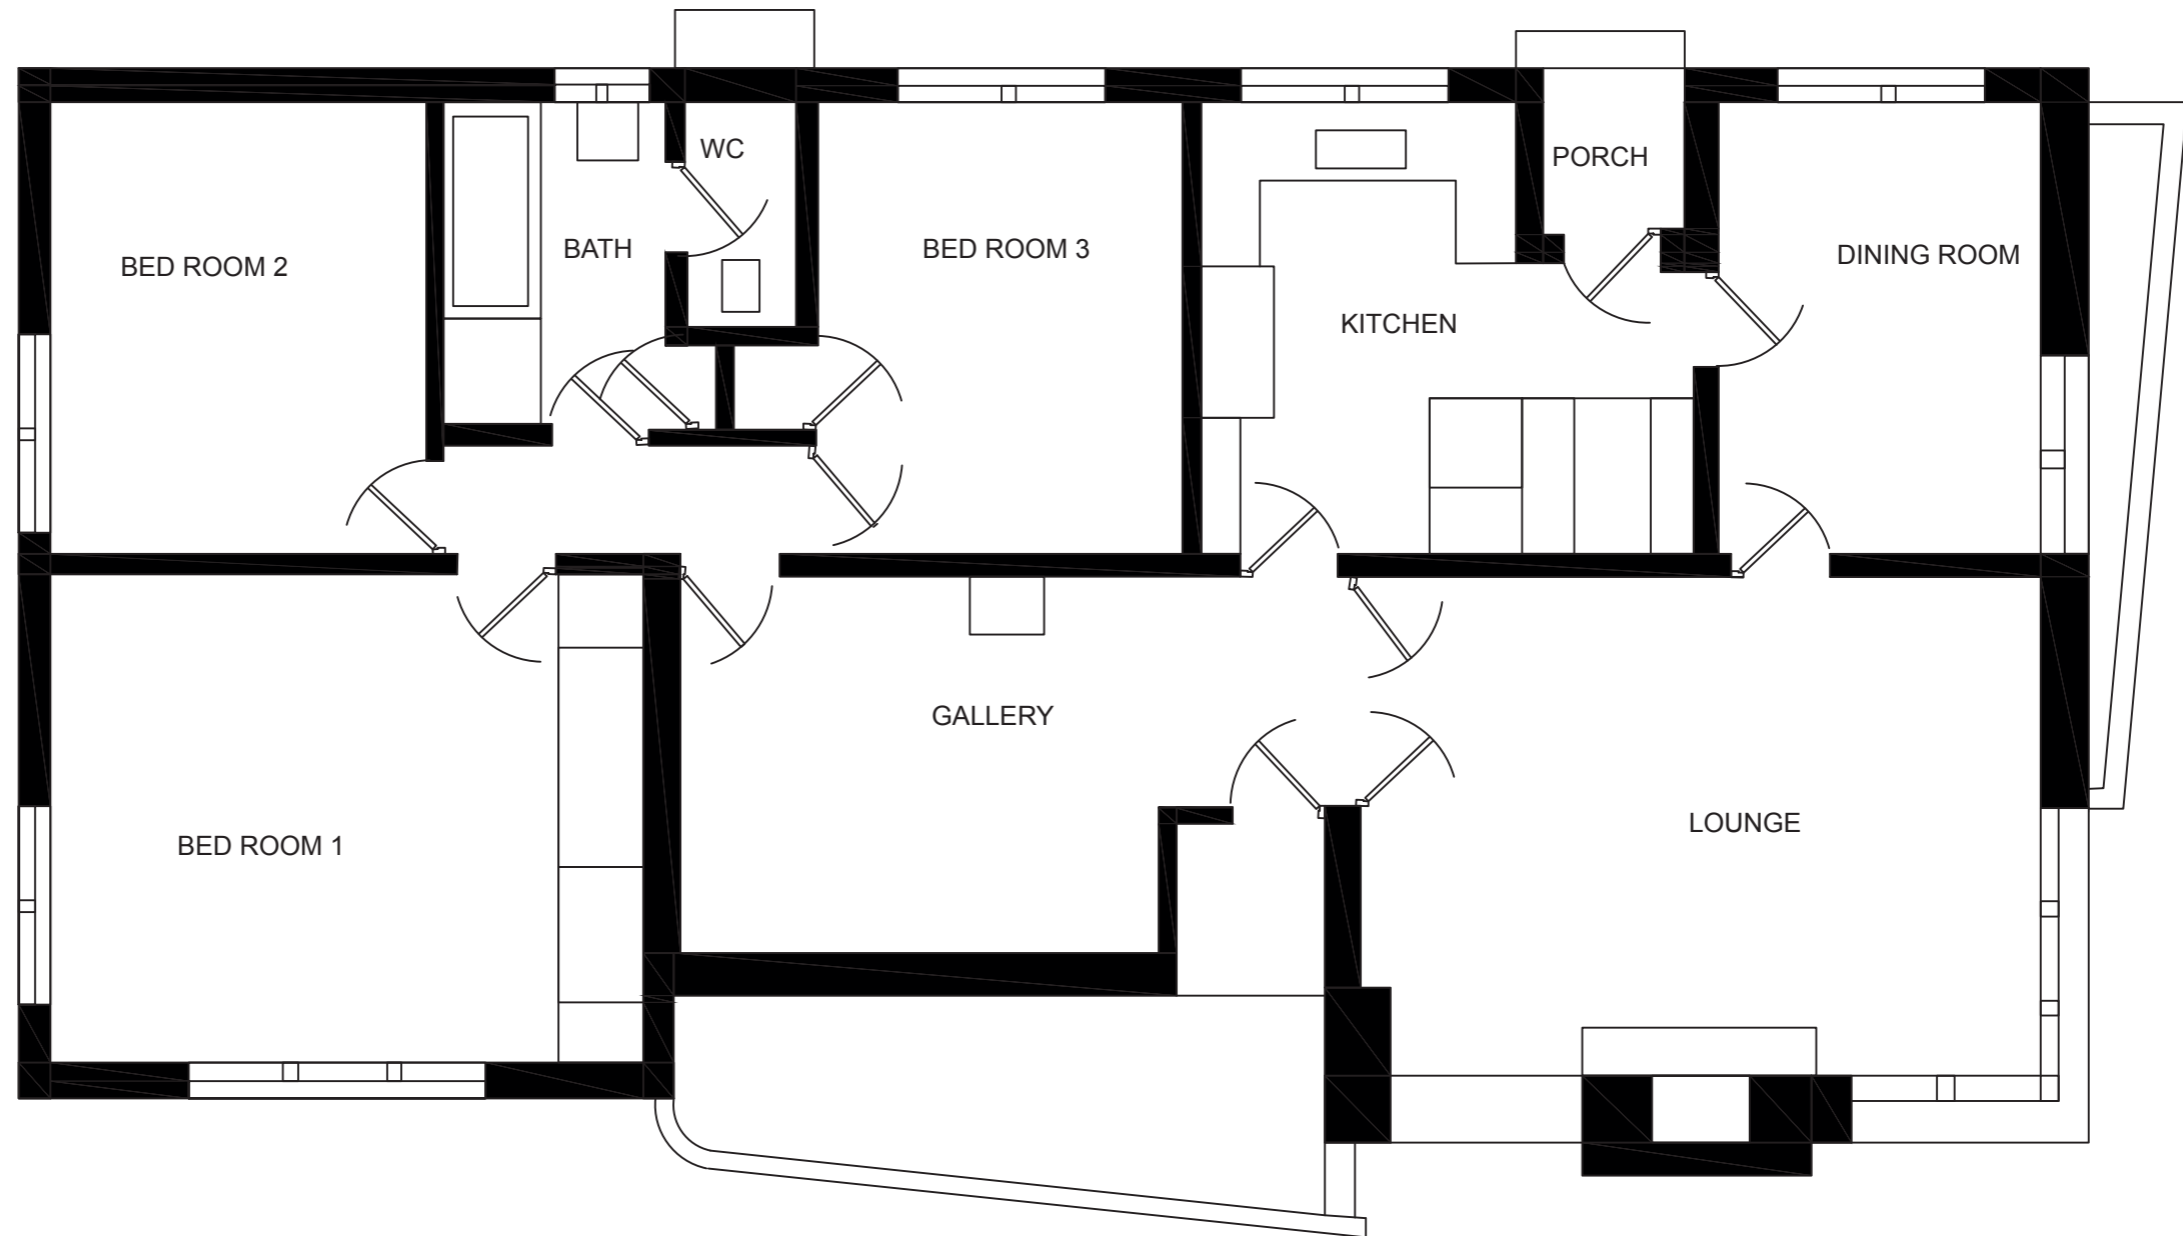 WC
PORCH
BED ROOM 2
BATH
BED ROOM 3
DINING ROOM
KITCHEN
GALLERY
LOUNGE
BED ROOM 1